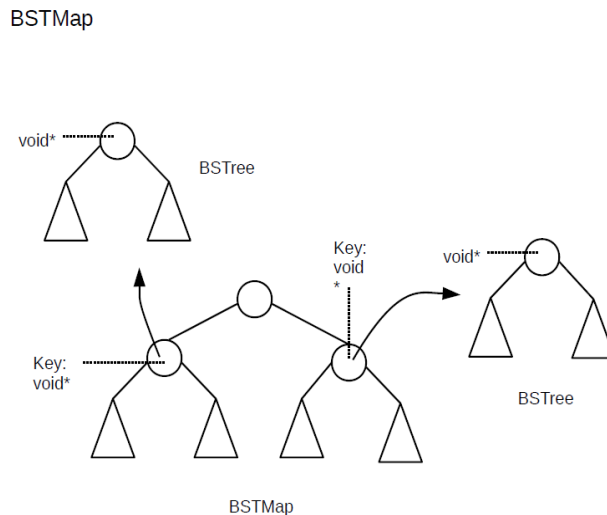 BSTMap
void*
BSTree
Key:
void
*
void*
Key:
void*
BSTree
BSTMap